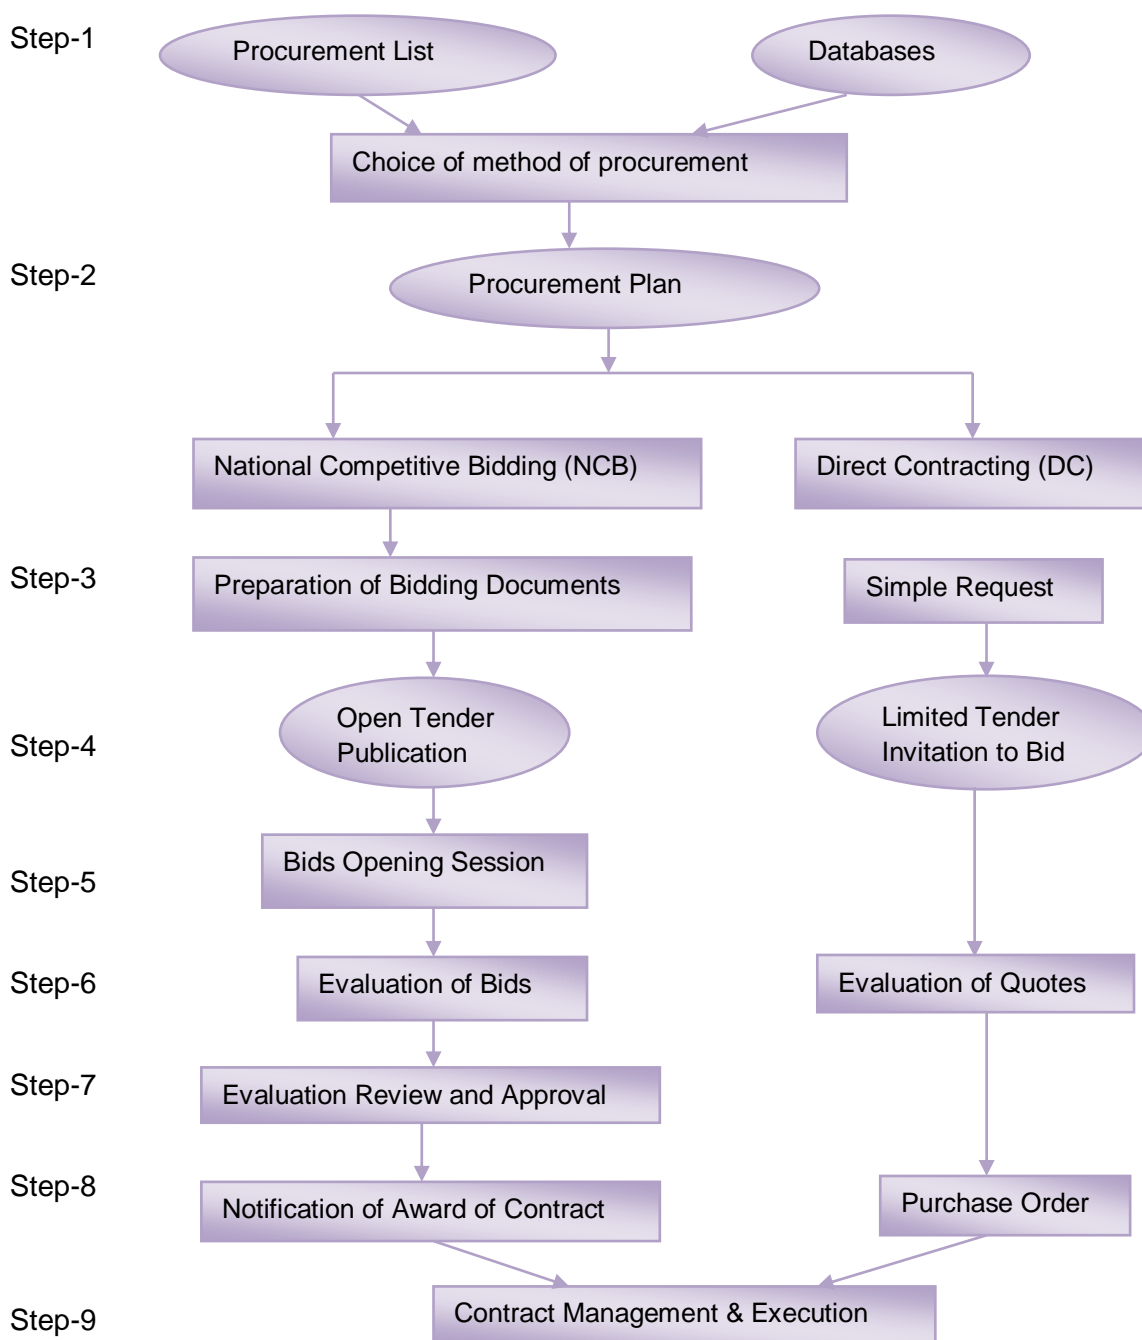 Step-1
Procurement List
Databases
Choice of method of procurement
Step-2
Procurement Plan
National Competitive Bidding (NCB)
Direct Contracting (DC)
Step-3
Preparation of Bidding Documents
Simple Request
Step-4
Open Tender
Publication
Limited Tender
Invitation to Bid
Step-5
Bids Opening Session
Step-6
Evaluation of Bids
Evaluation of Quotes
Step-7
Evaluation Review and Approval
Step-8
Notification of Award of Contract
Purchase Order
Step-9
Contract Management & Execution